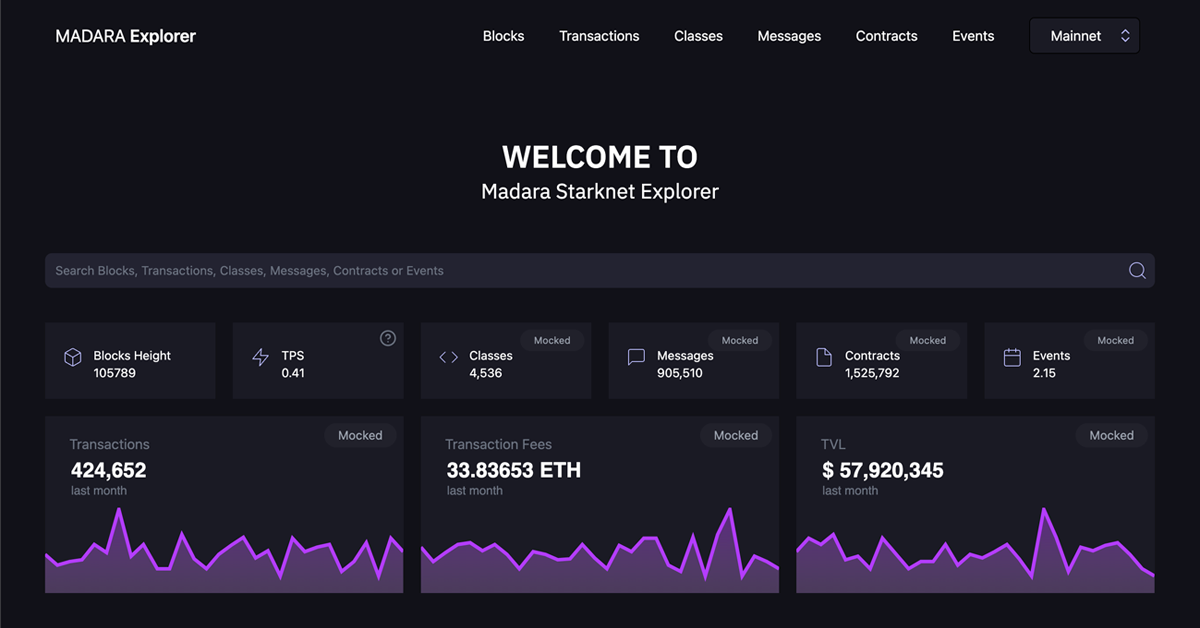 MADARA Explorer
Blocks Transactions Classes Messages Contracts Events Mainnet
WELCOME TO
Madara Starknet Explorer
Search Blocks, Transactions, Classes, Messages, Contracts or Events
Blocks Height
105789
?
TPS
0.41
Mocked
Classes
4,536
Mocked
Messages
905,510
Mocked
Contracts
1,525,792
Mocked
Events
2.15
Mocked
Transactions
424,652
last month
Mocked
Transaction Fees
33.83653 ETH
last month
Mocked
TVL
$ 57,920,345
last month